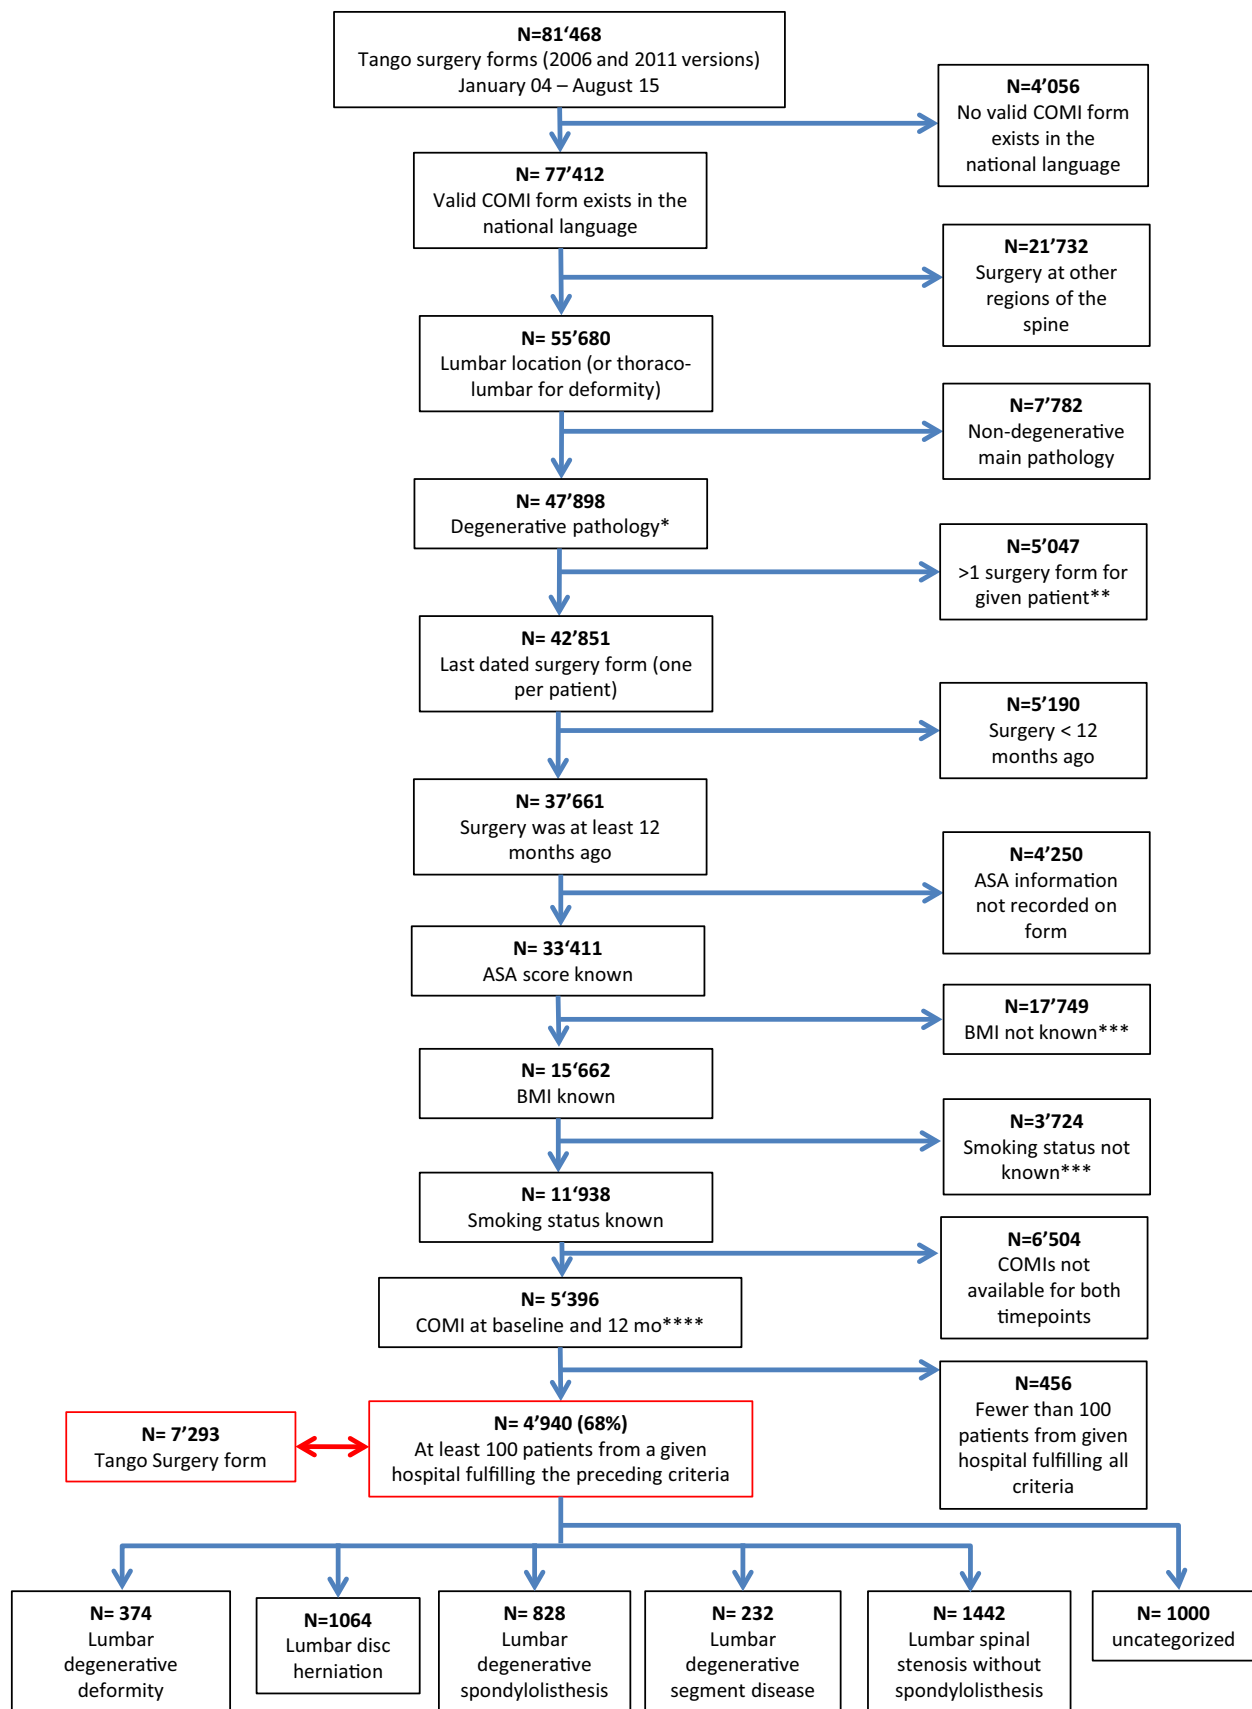 N=81‘468
Tango surgery forms (2006 and 2011 versions)
January 04 – August 15
N=4’056
No valid COMI form
exists in the
national language
N= 77’412
Valid COMI form exists in the
national language
N=21’732
Surgery at other
regions of the
spine
N= 55’680
Lumbar location (or thoraco-
lumbar for deformity)
N=7’782
Non-degenerative
main pathology
N= 47’898
Degenerative pathology*
N=5’047
>1 surgery form for
given patient**
N= 42’851
Last dated surgery form (one
per patient)
N=5’190
Surgery < 12
months ago
N= 37’661
Surgery was at least 12
months ago
N=4’250
ASA information
not recorded on
form
N= 33‘411
ASA score known
N=17’749
BMI not known***
N= 15‘662
BMI known
N=3’724
Smoking status not
known***
N= 11‘938
Smoking status known
N=6’504
COMIs not
available for both
timepoints
N= 5‘396
COMI at baseline and 12 mo****
N=456
Fewer than 100
patients from given
hospital fulfilling all
criteria
N= 7’293
Tango Surgery form
N= 4’940 (68%)
At least 100 patients from a given
hospital fulfilling the preceding criteria
N= 374
Lumbar
degenerative
deformity
N=1064
Lumbar disc
herniation
N= 828
Lumbar
degenerative
spondylolisthesis
N= 232
Lumbar
degenerative
segment disease
N= 1442
Lumbar spinal
stenosis without
spondylolisthesis
N= 1000
uncategorized